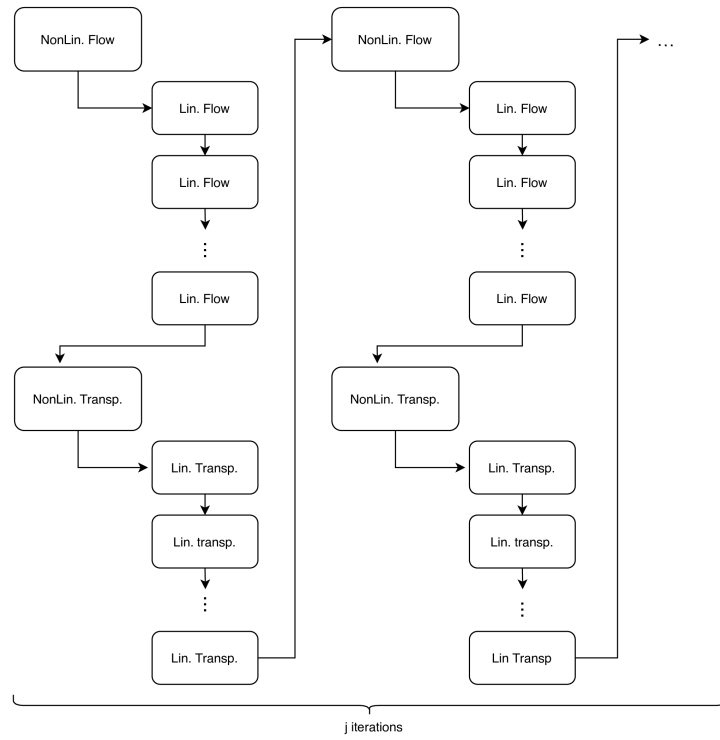 NonLin. Flow
Lin. Flow
Lin. Flow
⋮
Lin. Flow
NonLin. Transp.
Lin. Transp.
Lin. transp.
⋮
Lin. Transp.
NonLin. Flow
Lin. Flow
Lin. Flow
⋮
Lin. Flow
NonLin. Transp.
Lin. Transp.
Lin. transp.
⋮
Lin Transp
...
j iterations